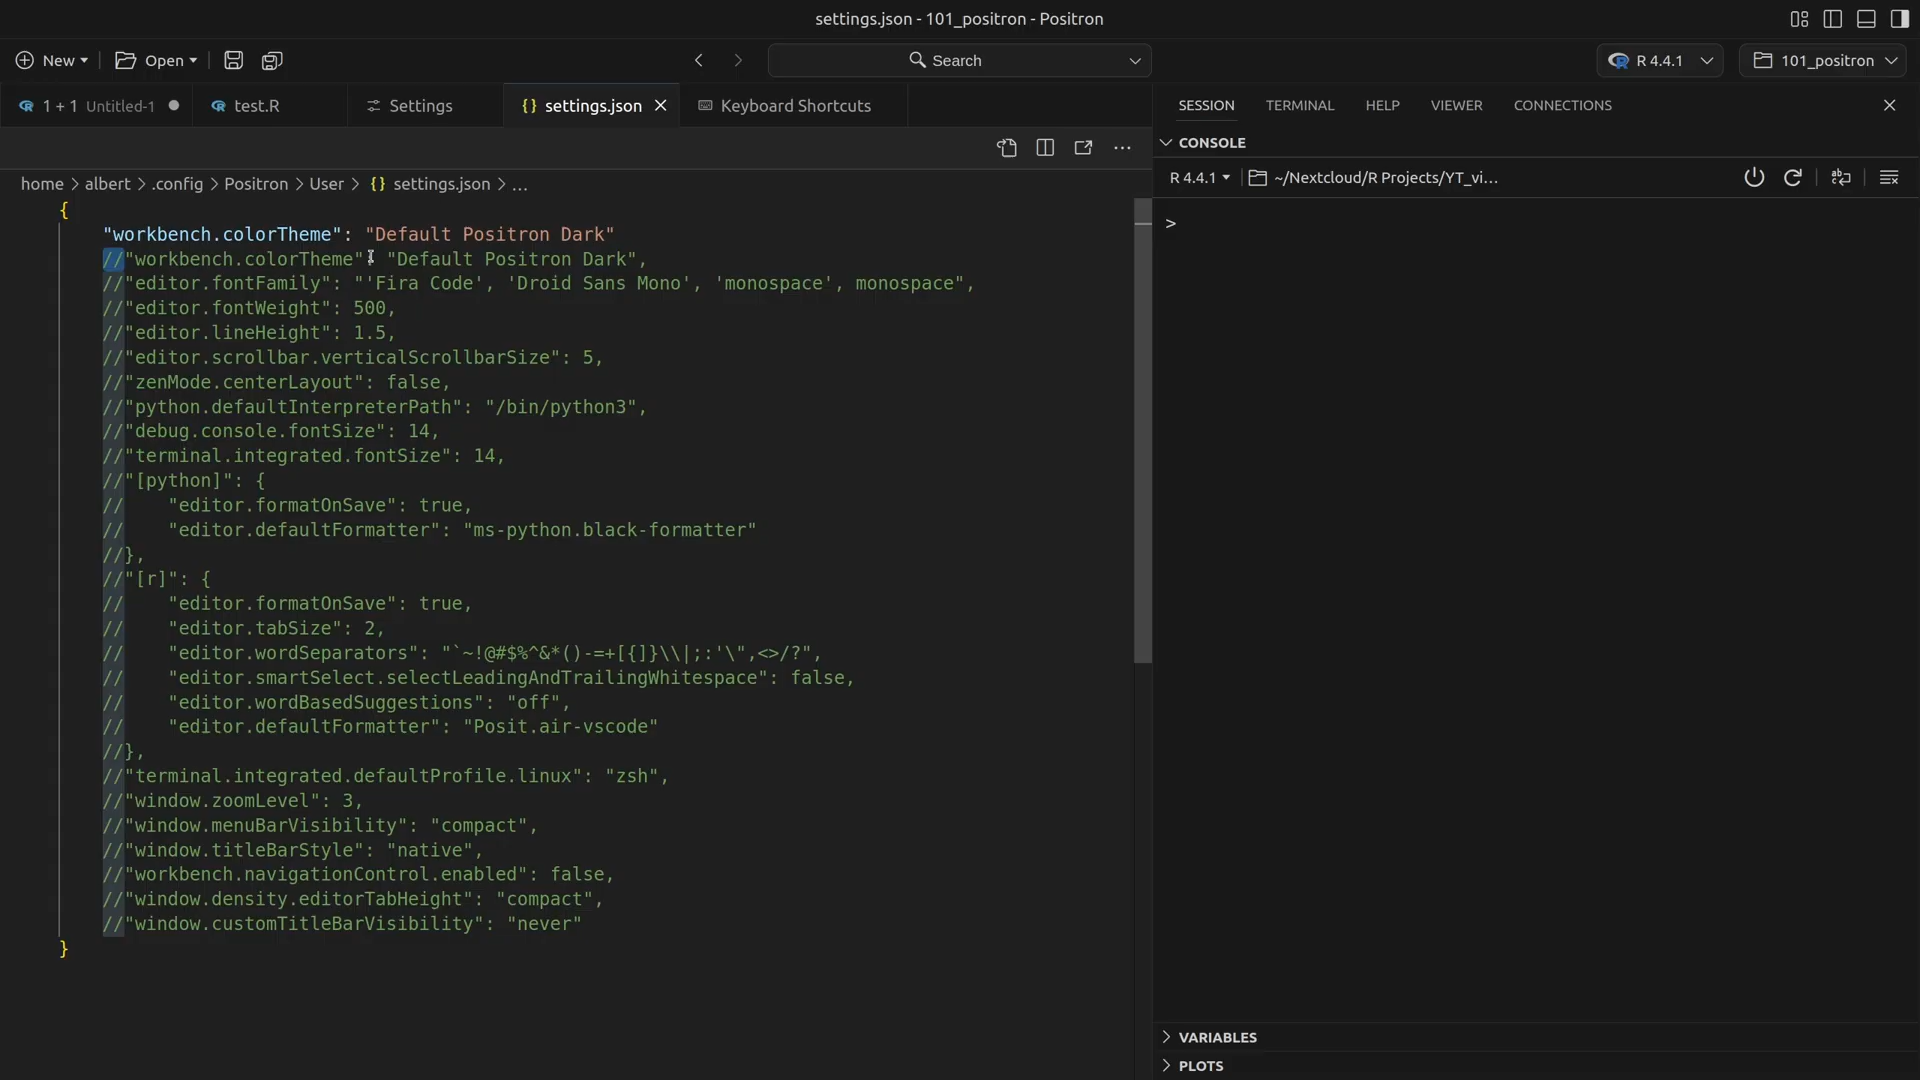 settings.json - 101_positron - Positron
New
Open
Search
R 4.4.1
101_positron
1 + 1 Untitled-1
test.R
Settings
{} settings.json
Keyboard Shortcuts
SESSION
TERMINAL
HELP
VIEWER
CONNECTIONS
CONSOLE
home > albert > .config > Positron > User > {} settings.json > ...
R 4.4.1
~/Nextcloud/R Projects/YT_vi...
>
{
"workbench.colorTheme": "Default Positron Dark"
//"workbench.colorTheme": "Default Positron Dark",
//"editor.fontFamily": "'Fira Code', 'Droid Sans Mono', 'monospace', monospace",
//"editor.fontWeight": 500,
//"editor.lineHeight": 1.5,
//"editor.scrollbar.verticalScrollbarSize": 5,
//"zenMode.centerLayout": false,
//"python.defaultInterpreterPath": "/bin/python3",
//"debug.console.fontSize": 14,
//"terminal.integrated.fontSize": 14,
//"[python]": {
//    "editor.formatOnSave": true,
//    "editor.defaultFormatter": "ms-python.black-formatter"
//},
//"[r]": {
//    "editor.formatOnSave": true,
//    "editor.tabSize": 2,
//    "editor.wordSeparators": "`~!@#$%^&*()-=+[{]}\\|;:'\",<>/?",
//    "editor.smartSelect.selectLeadingAndTrailingWhitespace": false,
//    "editor.wordBasedSuggestions": "off",
//    "editor.defaultFormatter": "Posit.air-vscode"
//},
//"terminal.integrated.defaultProfile.linux": "zsh",
//"window.zoomLevel": 3,
//"window.menuBarVisibility": "compact",
//"window.titleBarStyle": "native",
//"workbench.navigationControl.enabled": false,
//"window.density.editorTabHeight": "compact",
//"window.customTitleBarVisibility": "never"
}
VARIABLES
PLOTS